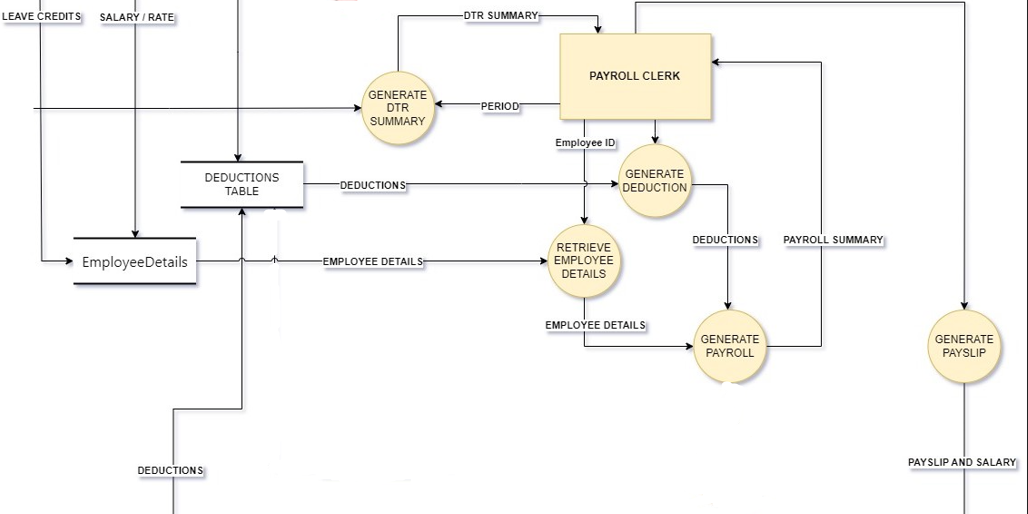 LEAVE CREDITS
SALARY / RATE
DTR SUMMARY
PAYROLL CLERK
GENERATE
DTR
SUMMARY
PERIOD
Employee ID
DEDUCTIONS
TABLE
DEDUCTIONS
GENERATE
DEDUCTION
DEDUCTIONS
PAYROLL SUMMARY
EmployeeDetails
EMPLOYEE DETAILS
RETRIEVE
EMPLOYEE
DETAILS
EMPLOYEE DETAILS
GENERATE
PAYROLL
GENERATE
PAYSLIP
DEDUCTIONS
PAYSLIP AND SALARY